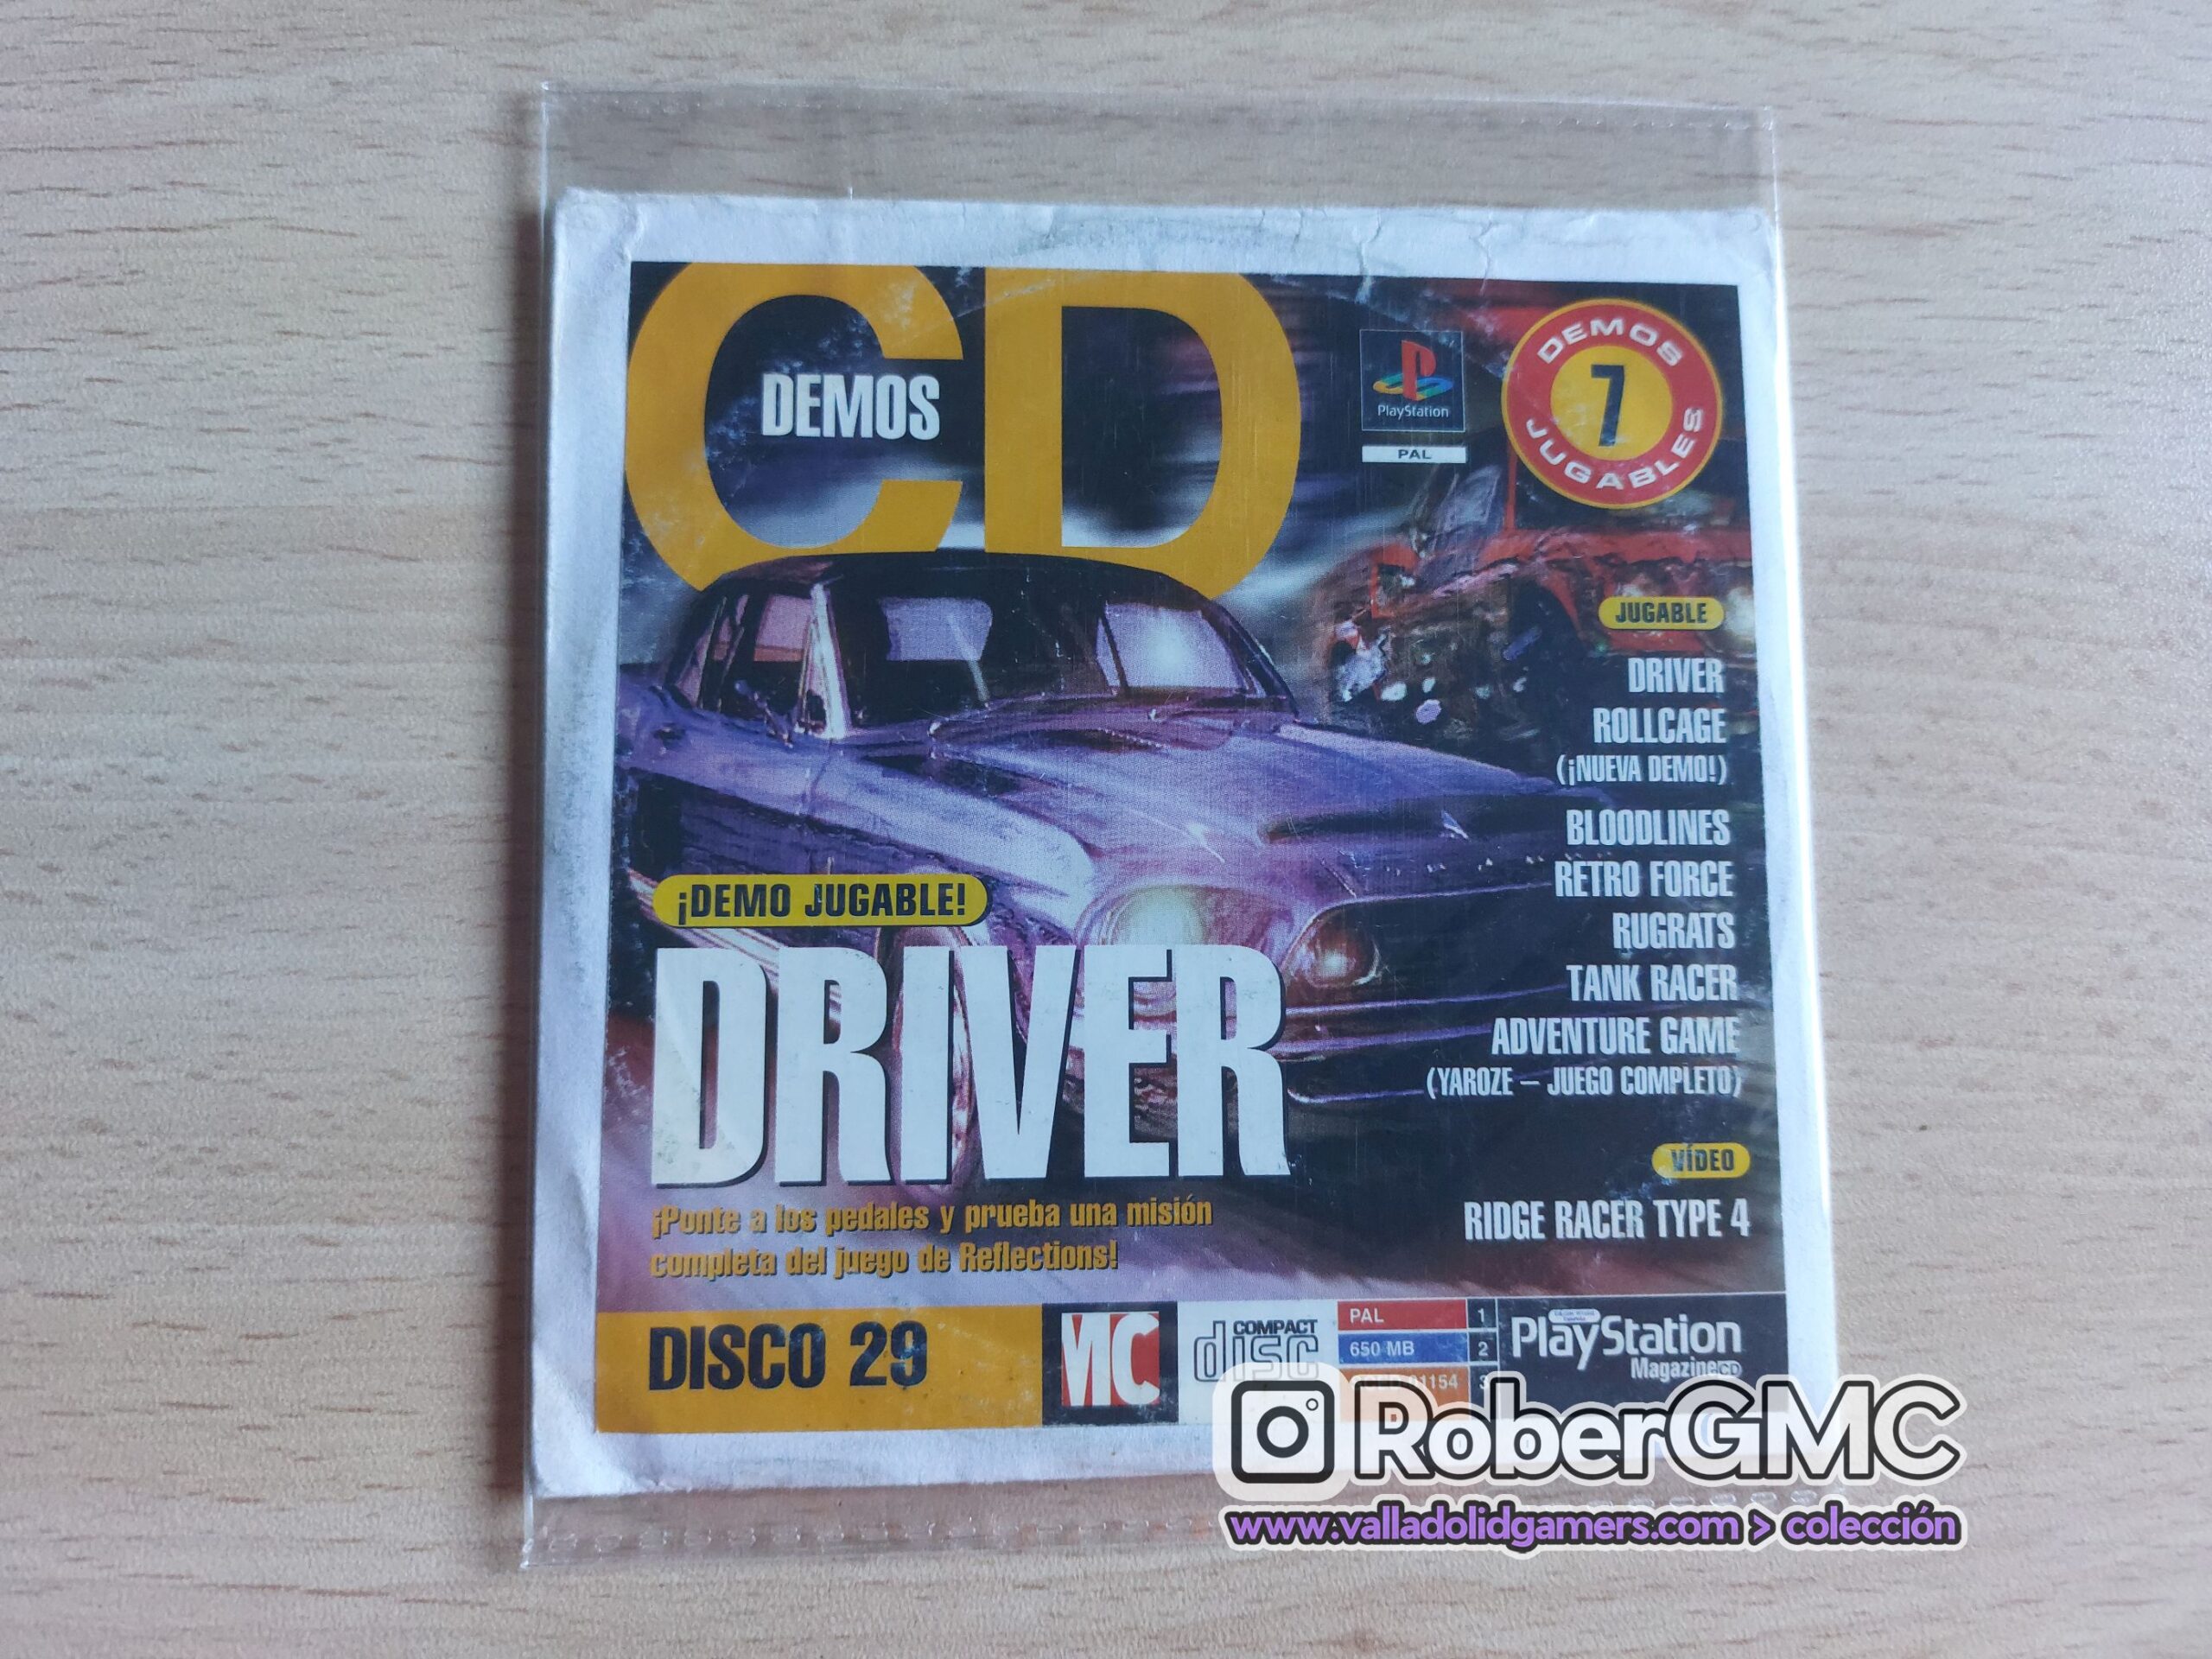 CD
DEMOS
PlayStation
PAL
DEMOS
7
JUGABLES
JUGABLE
DRIVER
ROLLCAGE
(¡NUEVA DEMO!)
BLOODLINES
RETRO FORCE
RUGRATS
TANK RACER
ADVENTURE GAME
(YAROZE – JUEGO COMPLETO)
VÍDEO
RIDGE RACER TYPE 4
¡DEMO JUGABLE!
DRIVER
¡Ponte a los pedales y prueba una misión
completa del juego de Reflections!
DISCO 29
MC
COMPACT
disc
PAL 1
650 MB 2
01154
PlayStation
Magazine CD
RoberGMC
www.valladolidgamers.com > colección